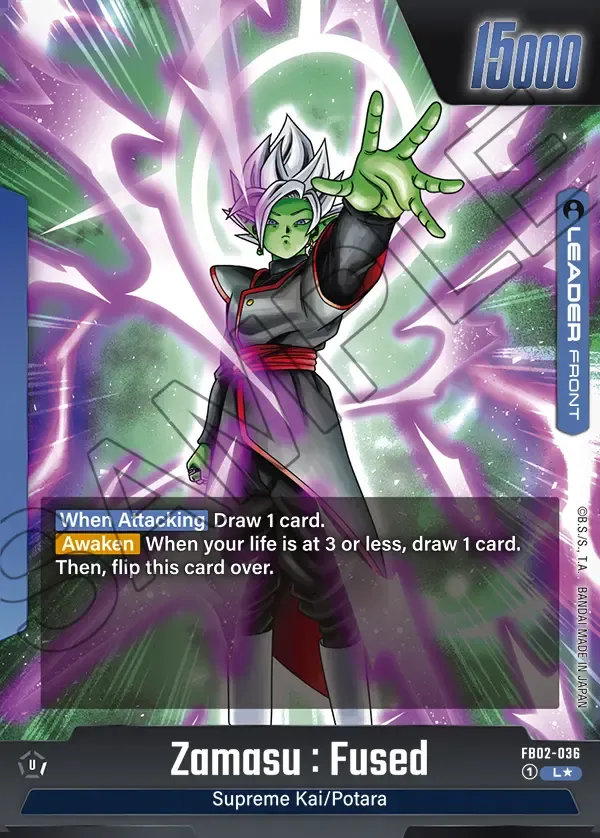 15000
LEADER FRONT
SAMPLE
When Attacking Draw 1 card.
Awaken When your life is at 3 or less, draw 1 card.
Then, flip this card over.
©B.S./S., T.A. BANDAI MADE IN JAPAN
U
Zamasu : Fused
FB02-036
1 L★
Supreme Kai/Potara